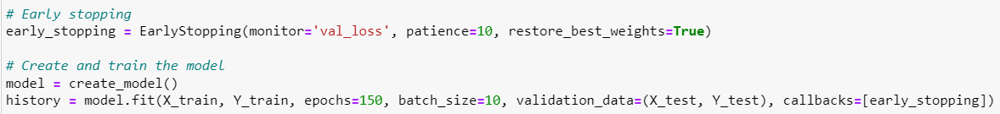 # Early stopping
early_stopping = EarlyStopping(monitor='val_loss', patience=10, restore_best_weights=True)
# Create and train the model
model = create_model()
history = model.fit(X_train, Y_train, epochs=150, batch_size=10, validation_data=(X_test, Y_test), callbacks=[early_stopping])